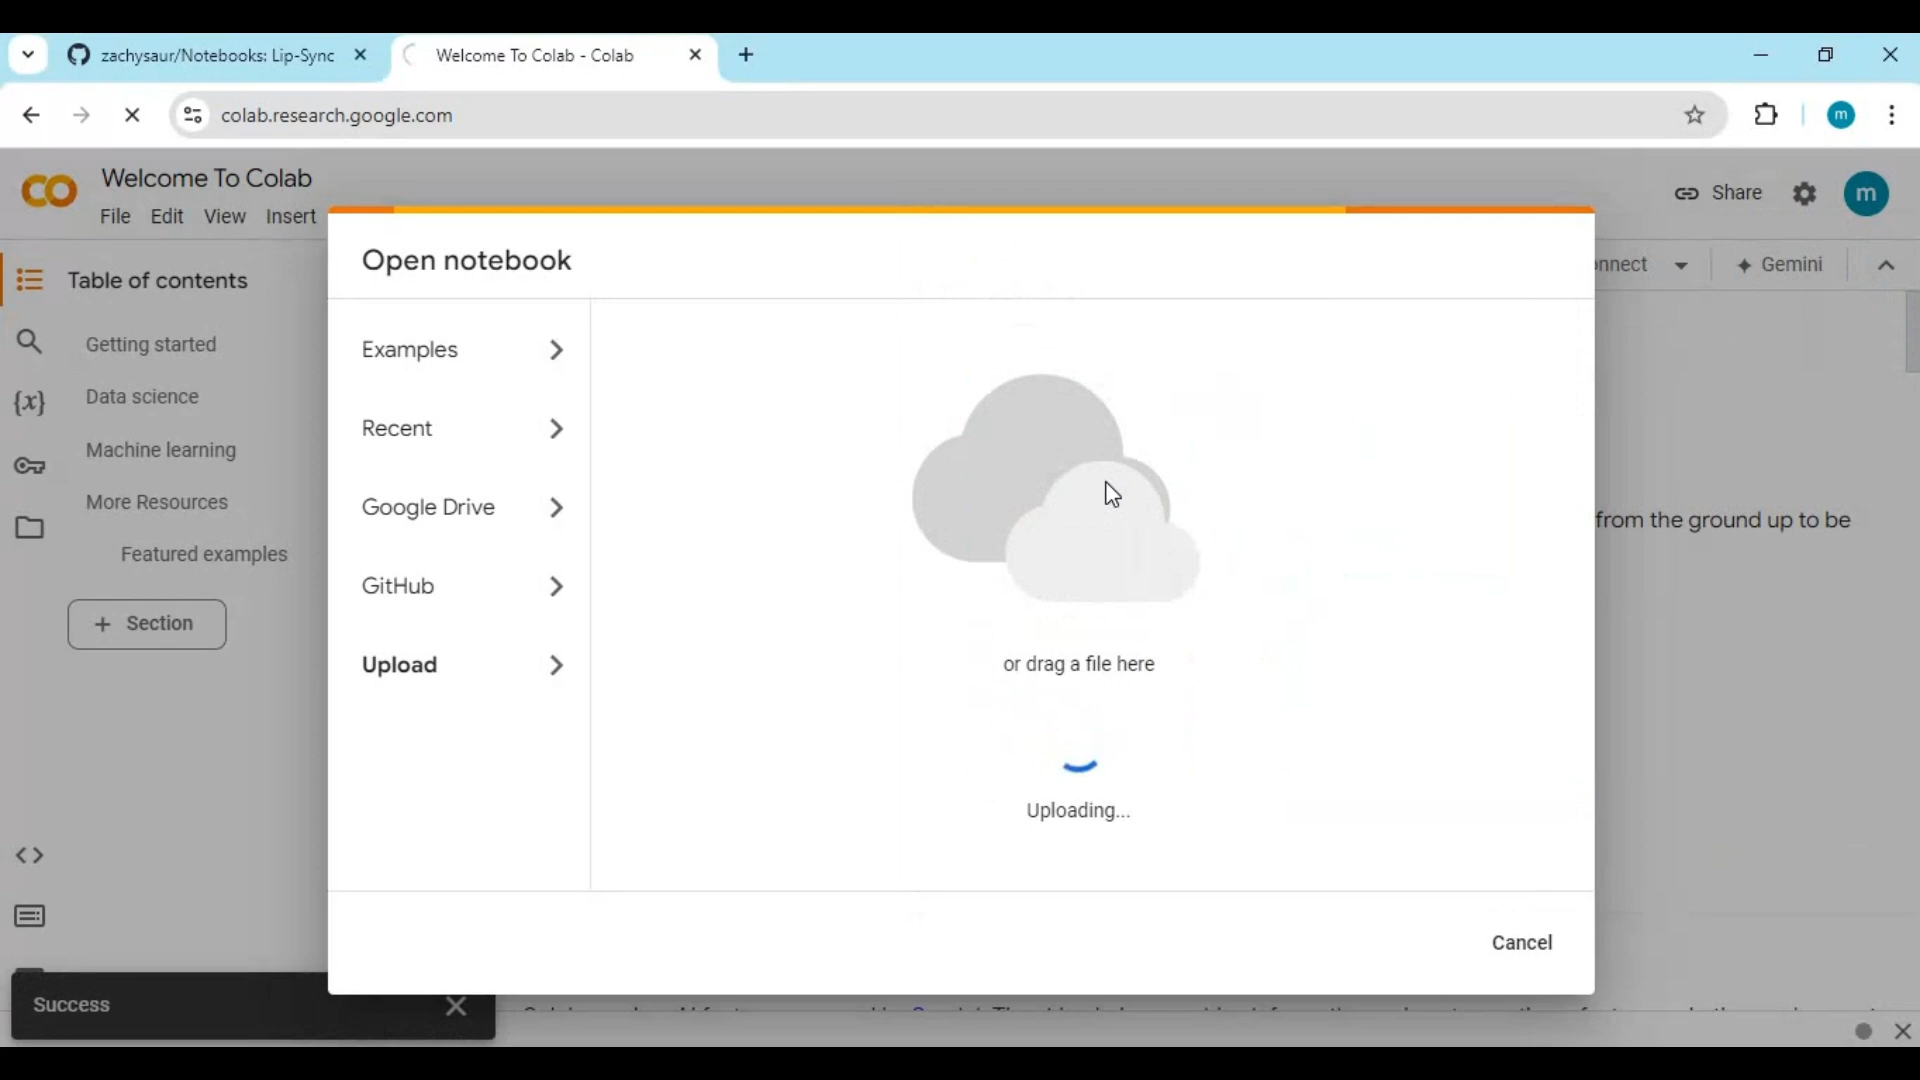 zachysaur/Notebooks: Lip-Sync
Welcome To Colab - Colab
colab.research.google.com
m
Welcome To Colab
File Edit View Insert
Share
m
Open notebook
Table of contents
nnect
Gemini
Getting started
Data science
Machine learning
More Resources
Featured examples
+ Section
Examples
Recent
Google Drive
GitHub
Upload
from the ground up to be
or drag a file here
Uploading...
Cancel
Success